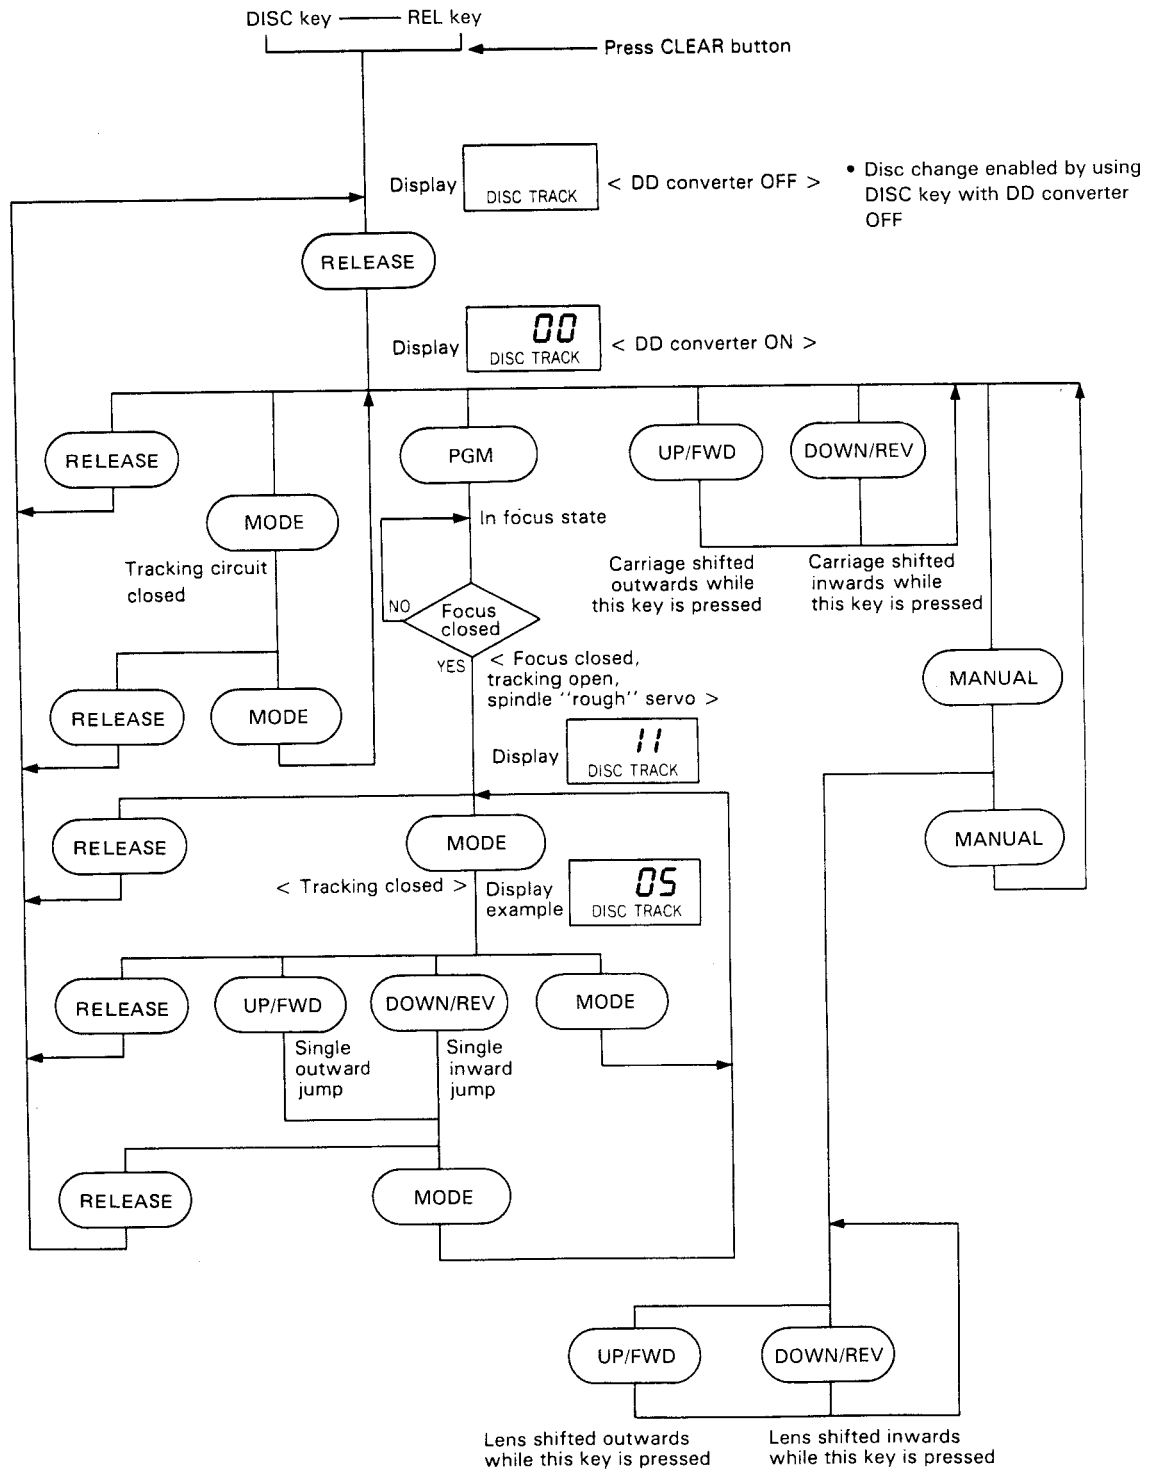 DISC key REL key
Press CLEAR button
Display
DISC TRACK
< DD converter OFF >
• Disc change enabled by using
DISC key with DD converter
OFF
RELEASE
Display
00
DISC TRACK
< DD converter ON >
RELEASE
MODE
PGM
UP/FWD
DOWN/REV
In focus state
Tracking circuit
closed
Carriage shifted
outwards while
this key is pressed
Carriage shifted
inwards while
this key is pressed
NO
Focus
closed
YES
< Focus closed,
tracking open,
spindle "rough" servo >
MANUAL
RELEASE
MODE
Display
11
DISC TRACK
RELEASE
MODE
MANUAL
< Tracking closed >
Display
example
05
DISC TRACK
RELEASE
UP/FWD
DOWN/REV
MODE
Single
outward
jump
Single
inward
jump
RELEASE
MODE
UP/FWD
DOWN/REV
Lens shifted outwards
while this key is pressed
Lens shifted inwards
while this key is pressed